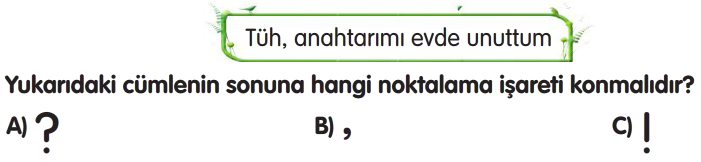 Tüh, anahtarımı evde unuttum
Yukarıdaki cümlenin sonuna hangi noktalama işareti konmalıdır?
A) ? B) , C) !